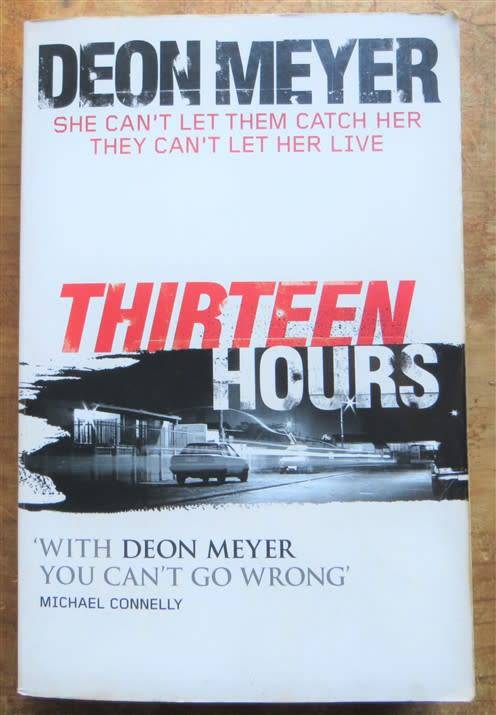 DEON MEYER
SHE CAN'T LET THEM CATCH HER
THEY CAN'T LET HER LIVE
THIRTEEN
HOURS
'WITH DEON MEYER
YOU CAN'T GO WRONG'
MICHAEL CONNELLY